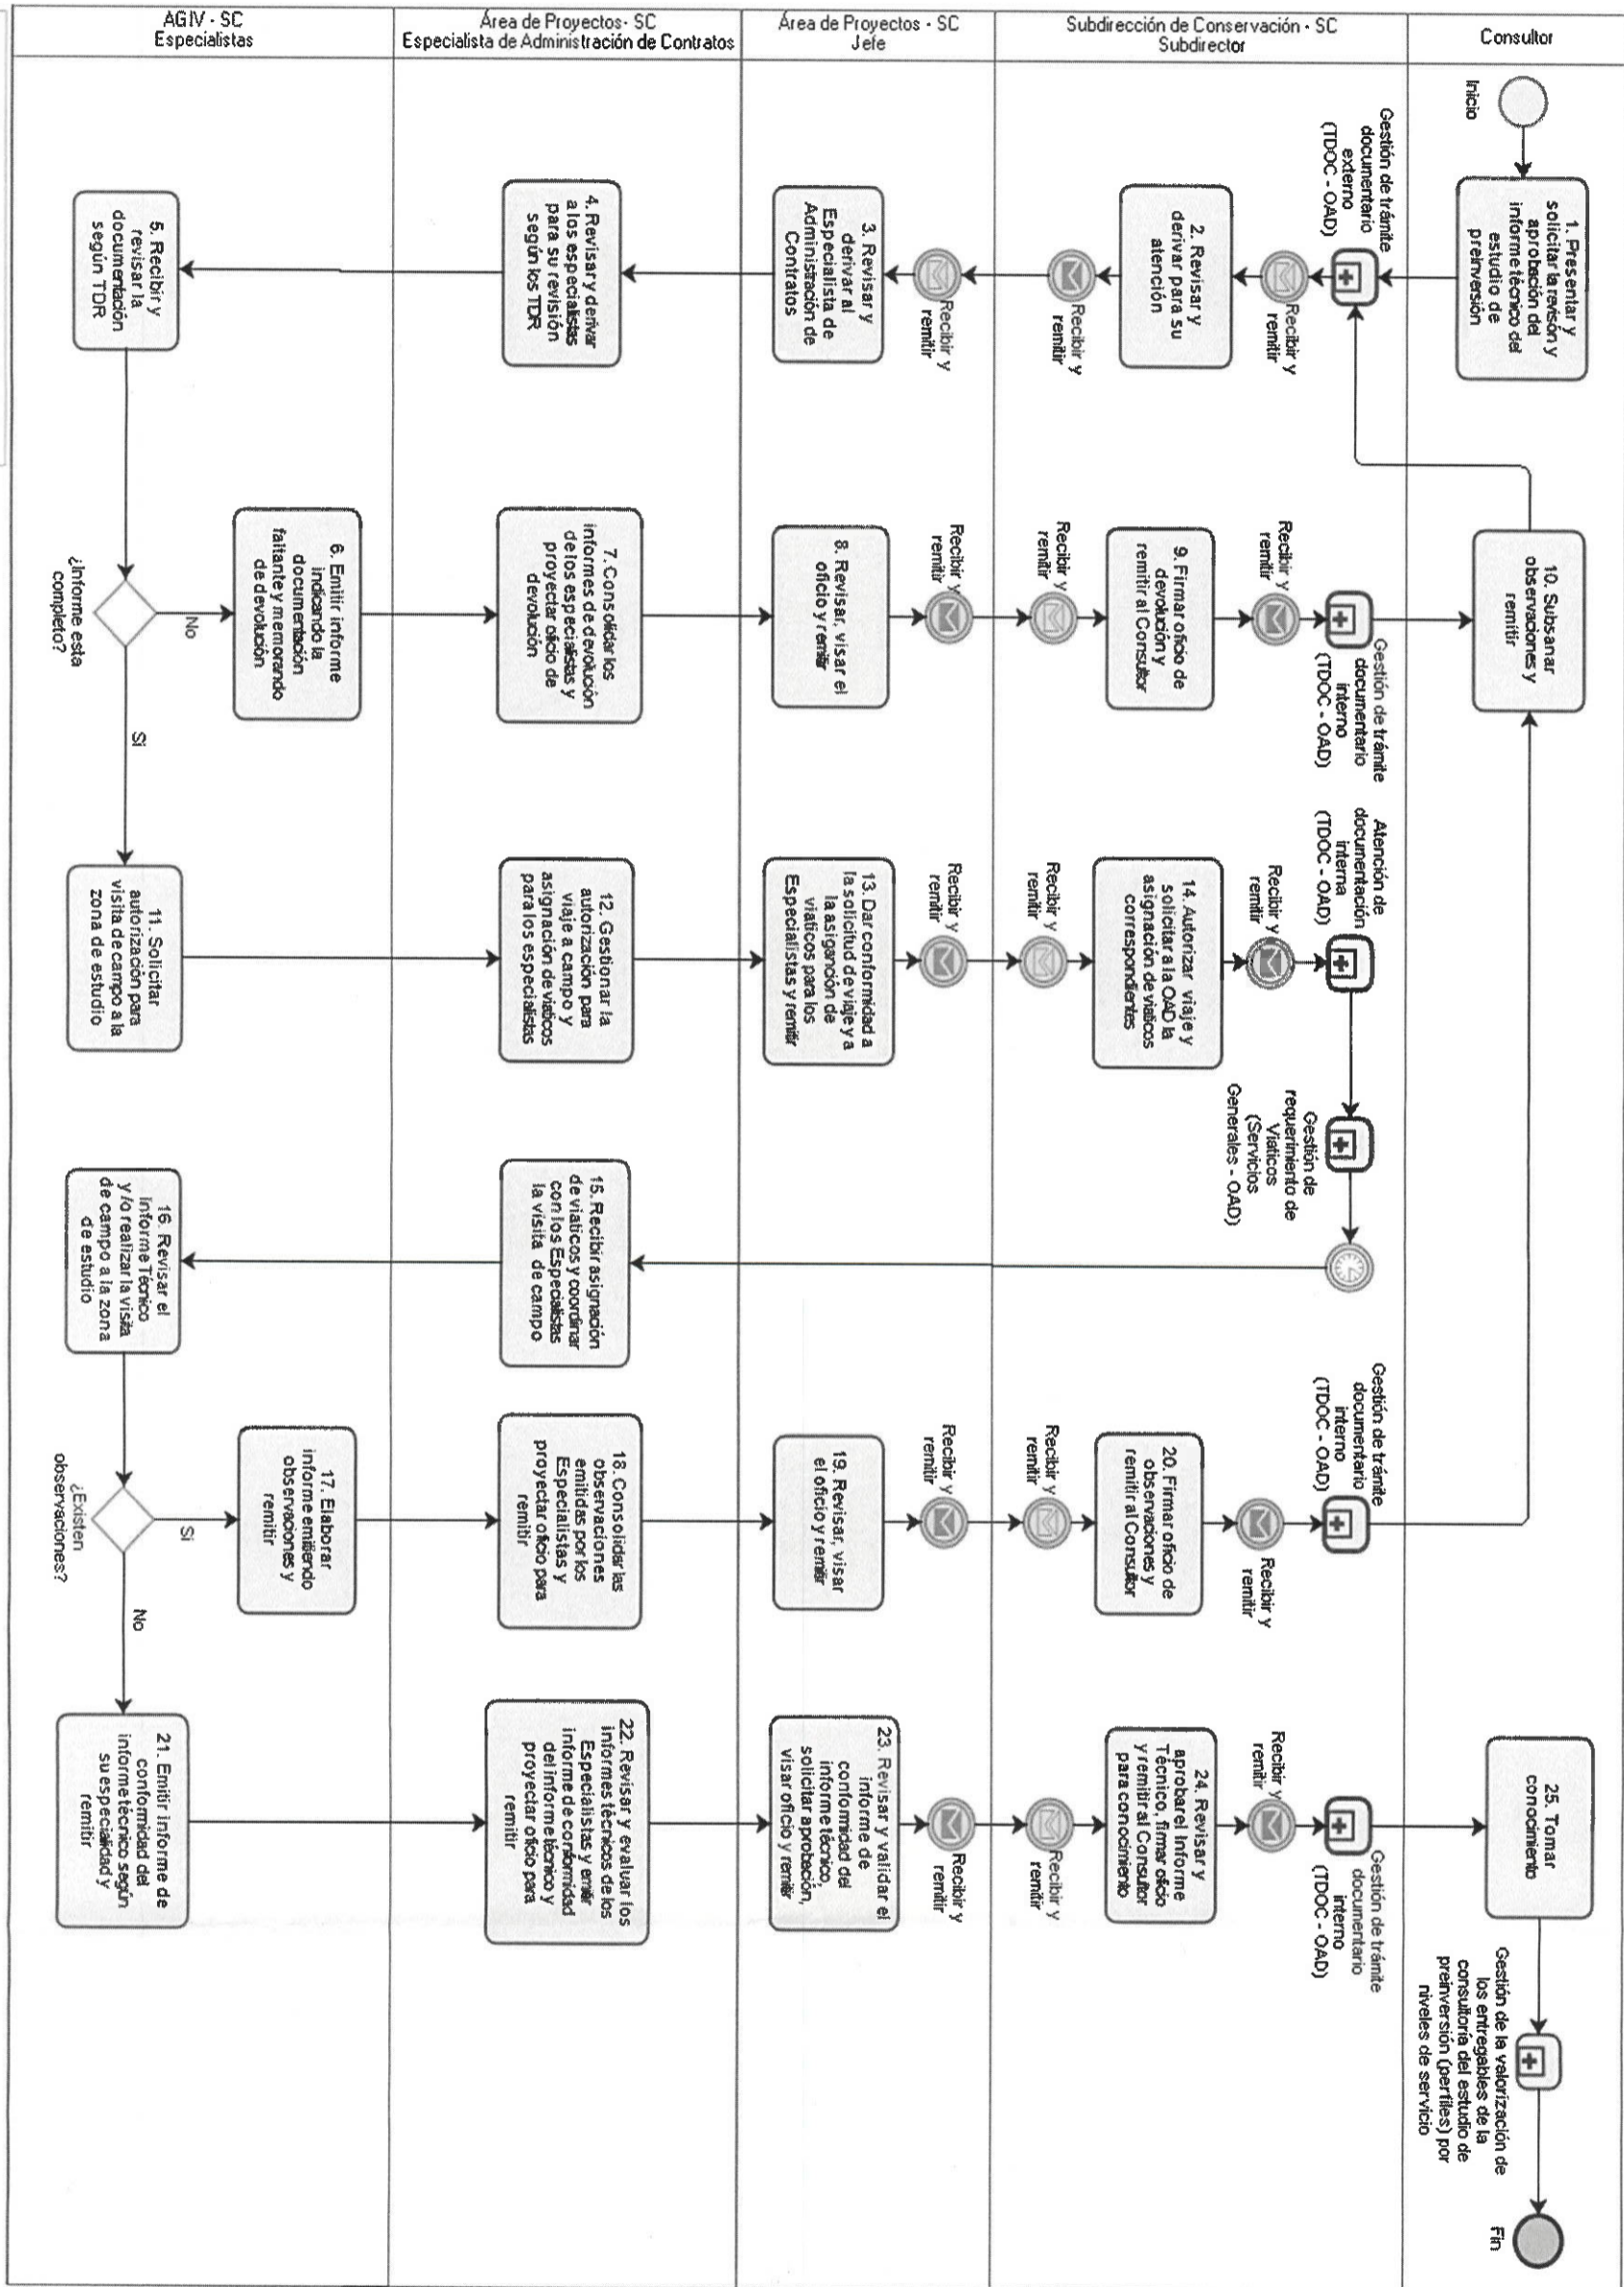 Consultor
Subdirección de Conservación - SC
Subdirector
Área de Proyectos - SC
Jefe
Área de Proyectos- SC
Especialista de Administración de Contratos
AGIV - SC
Especialistas
Inicio
1. Presentar y
solicitar la revisón y
aprobación del
informe técnico del
estudio de
preinversión
Gestión de trámite
documentario
externo
(TDOC - OAD)
Recibir y
remitir
2. Revisar y
derivar para su
atención
Recibir y
remitir
Recibir y
remitir
3. Revisar y
derivar al
Especialista de
Administración de
Contratos
4. Revisar y derivar
a los especialistas
para su revisión
según los TDR
5. Recibir y
revisar la
documentación
según TDR
¿Informe esta
completo?
No
Si
6. Emitir informe
indicando la
documentación
faltante y memorando
de devolución
7. Consolidar los
informes de devolución
de los especialistas y
proyectar oficio de
devolución
8. Revisar, visar el
oficio y remitir
Recibir y
remitir
Recibir y
remitir
9. Firmar oficio de
devolución y
remitir al Consultor
Recibir y
remitir
Gestión de trámite
documentario
interno
(TDOC - OAD)
10. Subsanar
observaciones y
remitir
11. Solicitar
autorización para
visita de campo a la
zona de estudio
12. Gestionar la
autorización para
viaje a campo y
asignación de viaticos
para los especialistas
13. Dar conformidad a
la solicitud de viaje y a
la asiganción de
viaticos para los
Especialistas y remitir
Recibir y
remitir
Recibir y
remitir
14. Autorizar viaje y
solicitar a la OAD la
asignación de viaticos
correspondientes
Recibir y
remitir
Atención de
documentación
interna
(TDOC - OAD)
Gestión de
requerimiento de
Viaticos
(Servicios
Generales - OAD)
15. Recibir asignación
de viaticos y coordinar
con los Especialistas
la visita de campo
16. Revisar el
informe Técnico
y /o realizar la visita
de campo a la zona
de estudio
¿Existen
observaciones?
Si
No
17. Elaborar
informe emitiendo
observaciones y
remitir
18. Consolidar las
observaciones
emitidas por los
Especialistas y
proyectar oficio para
remitir
19. Revisar, visar
el oficio y remitir
Recibir y
remitir
Recibir y
remitir
20. Firmar oficio de
observaciones y
remitir al Consultor
Recibir y
remitir
Gestión de trámite
documentario
interno
(TDOC - OAD)
21. Emitir informe de
conformidad del
informe técnico según
su especialidad y
remitir
22. Revisar y evaluar los
informes técnicos de los
Especialistas y emitir
informe de conformidad
del informe técnico y
proyectar oficio para
remitir
23. Revisar y validar el
informe de
conformidad del
informe técnico,
solicitar aprobación,
visar oficio y remitir
Recibir y
remitir
Recibir y
remitir
24. Revisar y
aprobar el Informe
Técnico, firmar oficio
y remitir al Consultor
para conocimiento
Recibir y
remitir
Gestión de trámite
documentario
interno
(TDOC - OAD)
25. Tomar
conocimiento
Gestión de la valorización de
los entregables de la
consultoría del estudio de
preinversión (perfiles) por
niveles de servicio
Fin